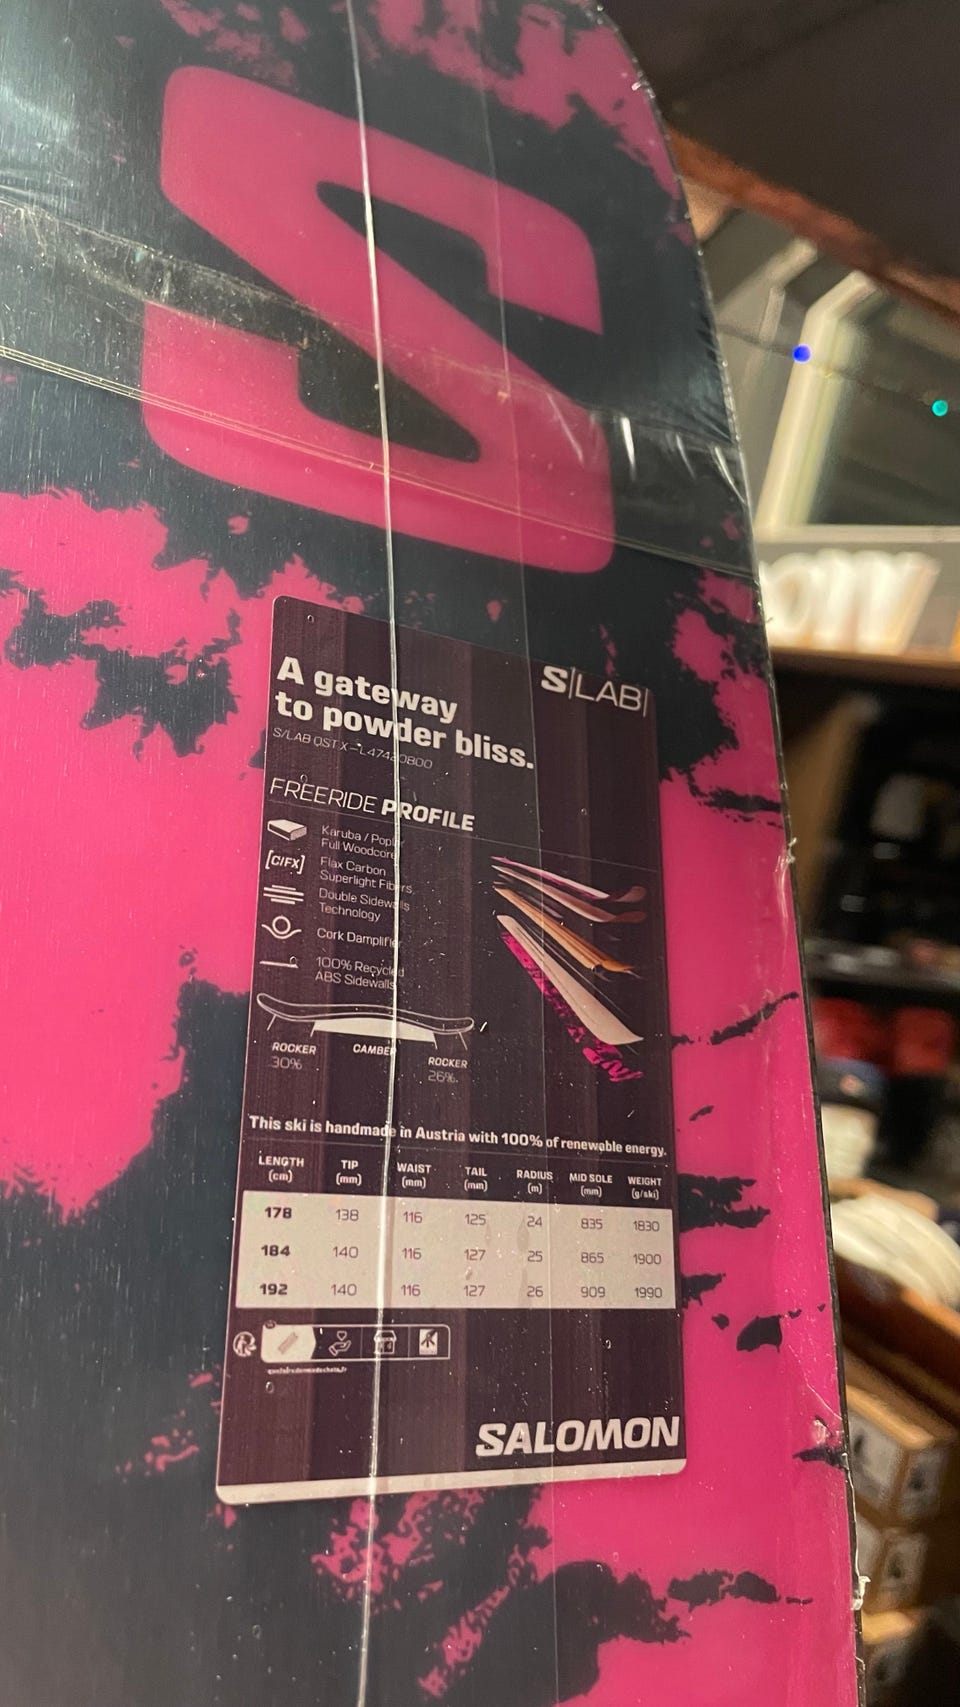 S
A gateway
to powder bliss.
S/LAB
S/LAB QST X – L47420800
FREERIDE PROFILE
Karuba / Popl
Full Woodcore
[C/FX]
Flax Carbon
Superlight Fibers
Double Sidewalls
Technology
Cork Damplifier
100% Recycled
ABS Sidewalls
ROCKER
30%
CAMBER
ROCKER
26%
This ski is handmade in Austria with 100% of renewable energy.
LENGTH (cm) TIP (mm) WAIST (mm) TAIL (mm) RADIUS (m) MID SOLE (mm) WEIGHT (g/ski)
178 138 116 125 24 835 1830
184 140 116 127 25 865 1900
192 140 116 127 26 909 1990
SALOMON